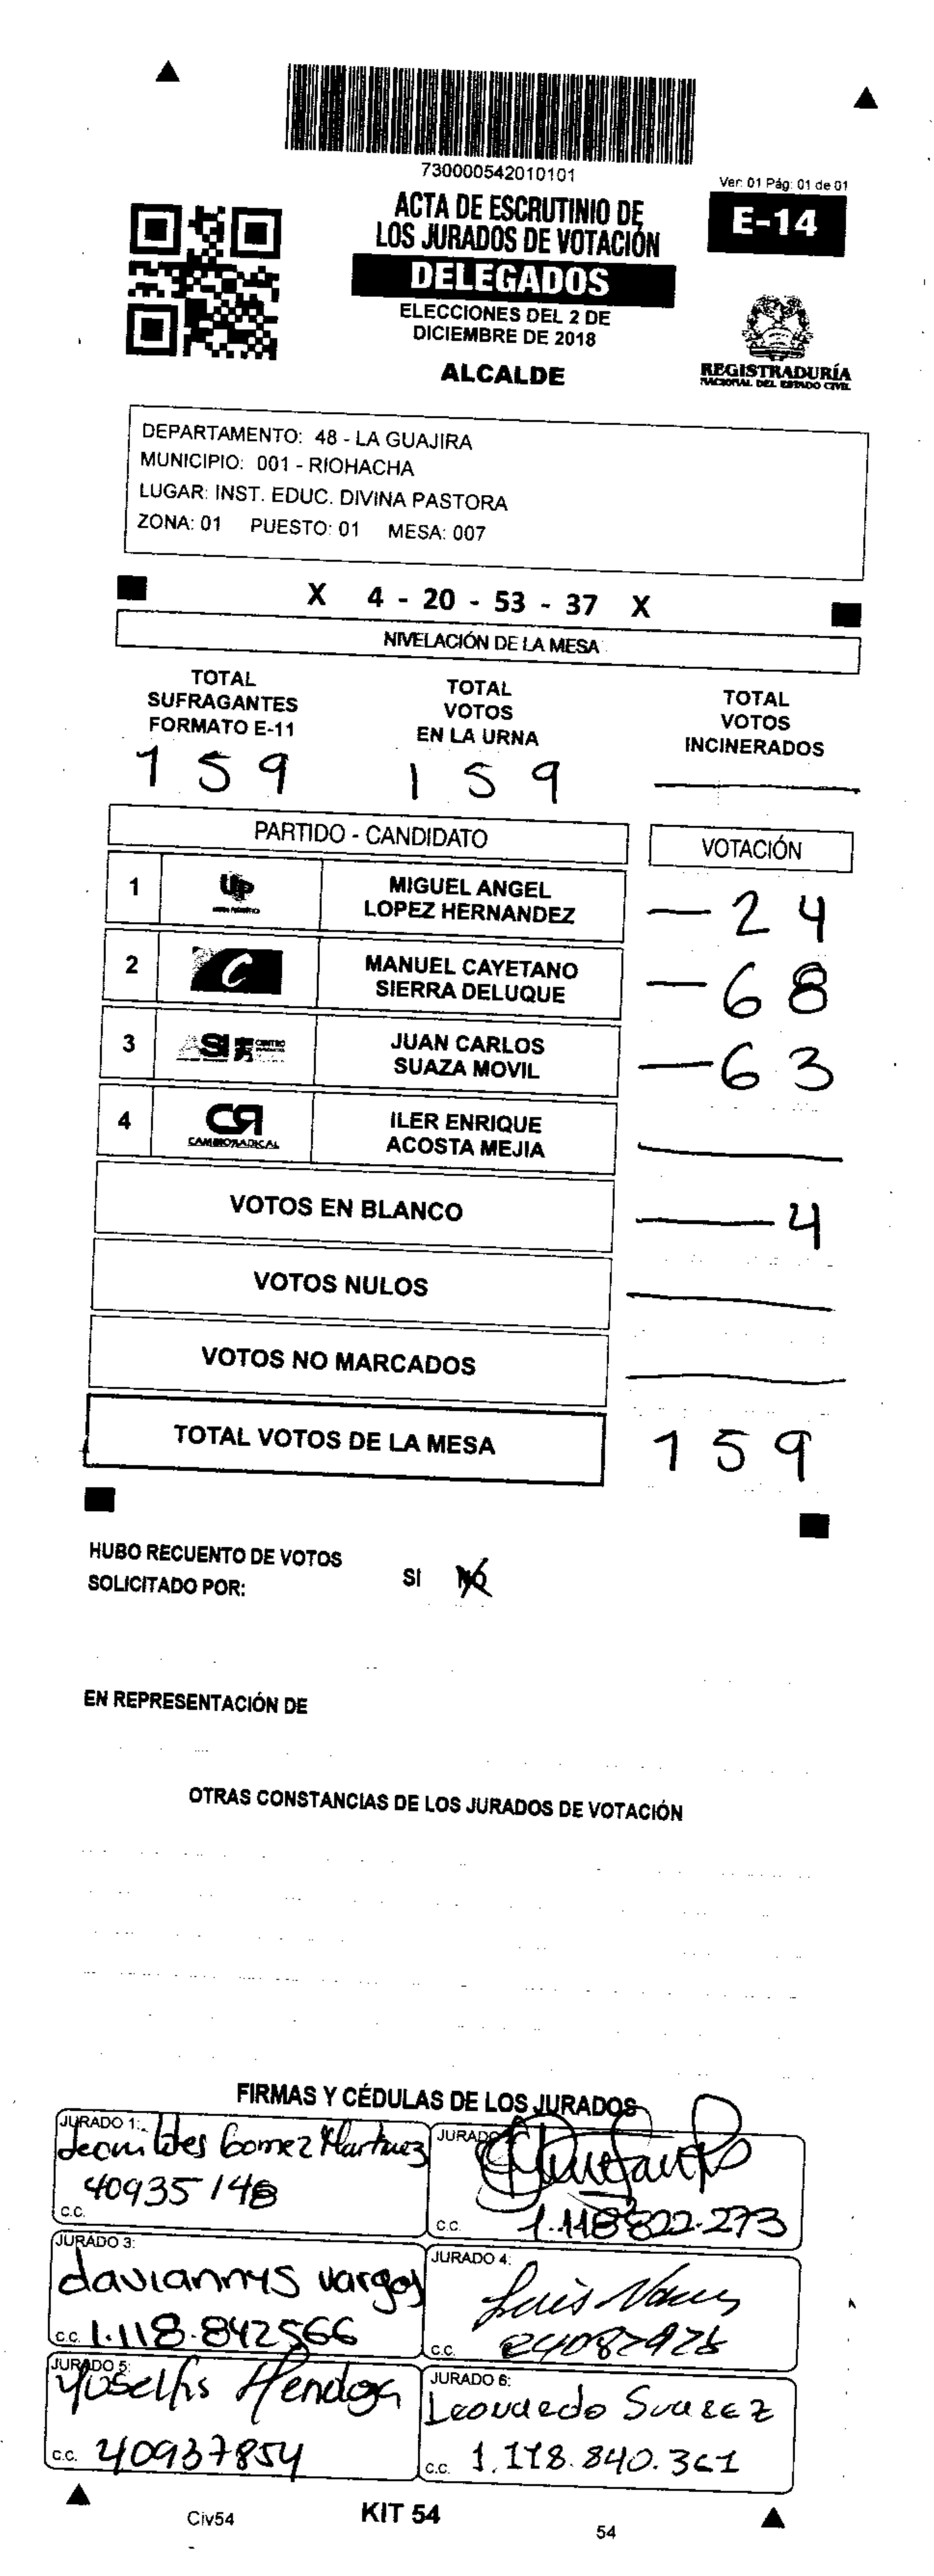 730000542010101
Ver: 01 Pág: 01 de 01
ACTA DE ESCRUTINIO DE
LOS JURADOS DE VOTACIÓN
E-14
DELEGADOS
ELECCIONES DEL 2 DE
DICIEMBRE DE 2018
ALCALDE
REGISTRADURÍA
NACIONAL DEL ESTADO CIVIL
DEPARTAMENTO: 48 - LA GUAJIRA
MUNICIPIO: 001 - RIOHACHA
LUGAR: INST. EDUC. DIVINA PASTORA
ZONA: 01 PUESTO: 01 MESA: 007
X 4 - 20 - 53 - 37 X
NIVELACIÓN DE LA MESA
TOTAL
SUFRAGANTES
FORMATO E-11
TOTAL
VOTOS
EN LA URNA
TOTAL
VOTOS
INCINERADOS
159 159 —
PARTIDO - CANDIDATO VOTACIÓN
1 UP MIGUEL ANGEL
LOPEZ HERNANDEZ — 24
2 C MANUEL CAYETANO
SIERRA DELUQUE — 68
3 ASI CENTRO JUAN CARLOS
SUAZA MOVIL — 63
4 CR CAMBIO RADICAL ILER ENRIQUE
ACOSTA MEJIA —
VOTOS EN BLANCO — 4
VOTOS NULOS —
VOTOS NO MARCADOS —
TOTAL VOTOS DE LA MESA 159
HUBO RECUENTO DE VOTOS SI NO
SOLICITADO POR:
EN REPRESENTACIÓN DE
OTRAS CONSTANCIAS DE LOS JURADOS DE VOTACIÓN
FIRMAS Y CÉDULAS DE LOS JURADOS
JURADO 1:
Gomez Martinez
c.c. 40935148
JURADO
c.c. 1.118822.273
JURADO 3:
daviannys vargas
c.c. 1.118.842566
JURADO 4:
Luis
c.c.
JURADO 5:
Yoselfis Mendoza
c.c. 40937854
JURADO 6:
Leonardo Suarez
c.c. 1.118.840.361
Civ54 KIT 54 54